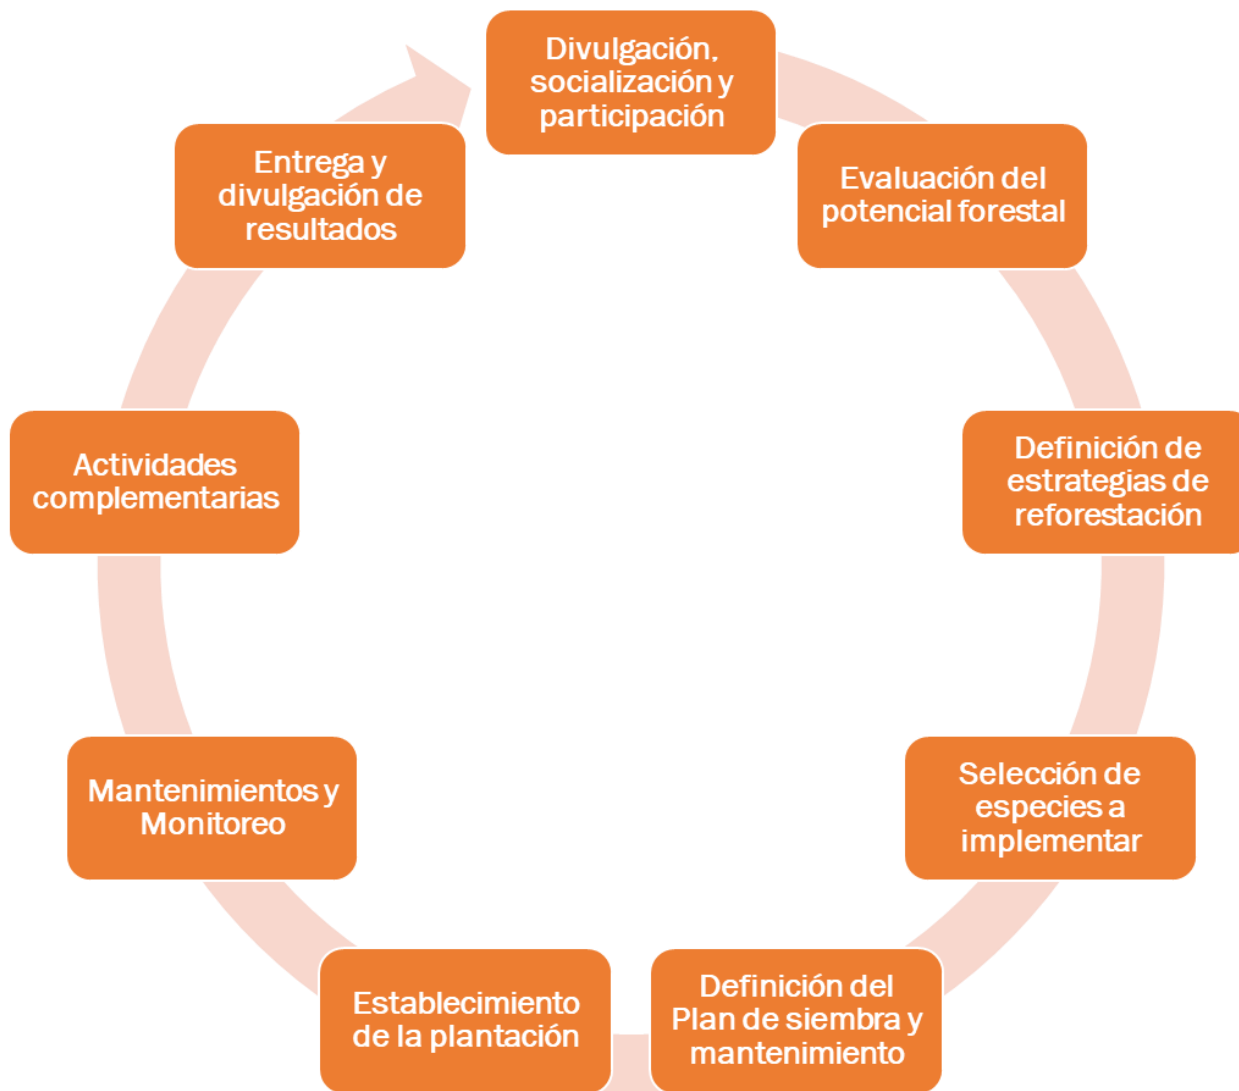 Divulgación,
socialización y
participación
Evaluación del
potencial forestal
Definición de
estrategias de
reforestación
Selección de
especies a
implementar
Definición del
Plan de siembra y
mantenimiento
Establecimiento
de la plantación
Mantenimientos y
Monitoreo
Actividades
complementarias
Entrega y
divulgación de
resultados